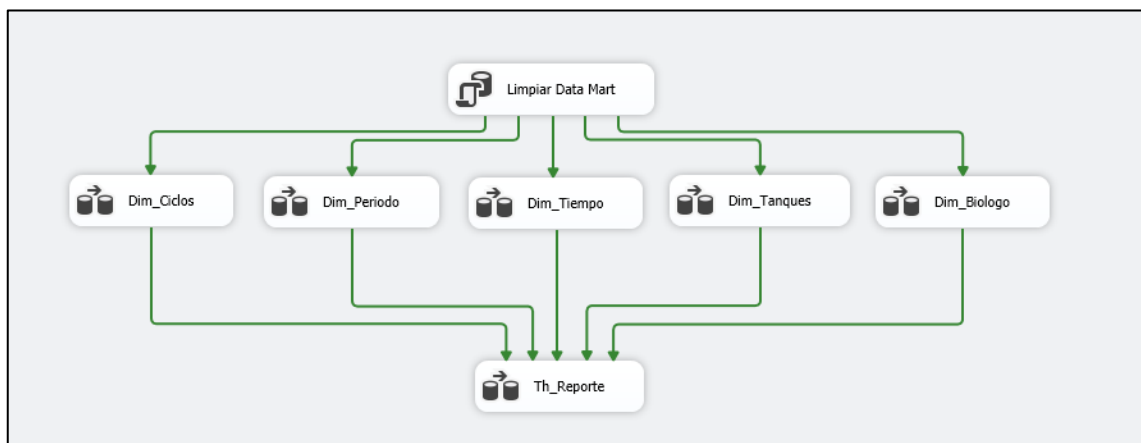 Limpiar Data Mart
Dim_Ciclos
Dim_Periodo
Dim_Tiempo
Dim_Tanques
Dim_Biologo
Th_Reporte